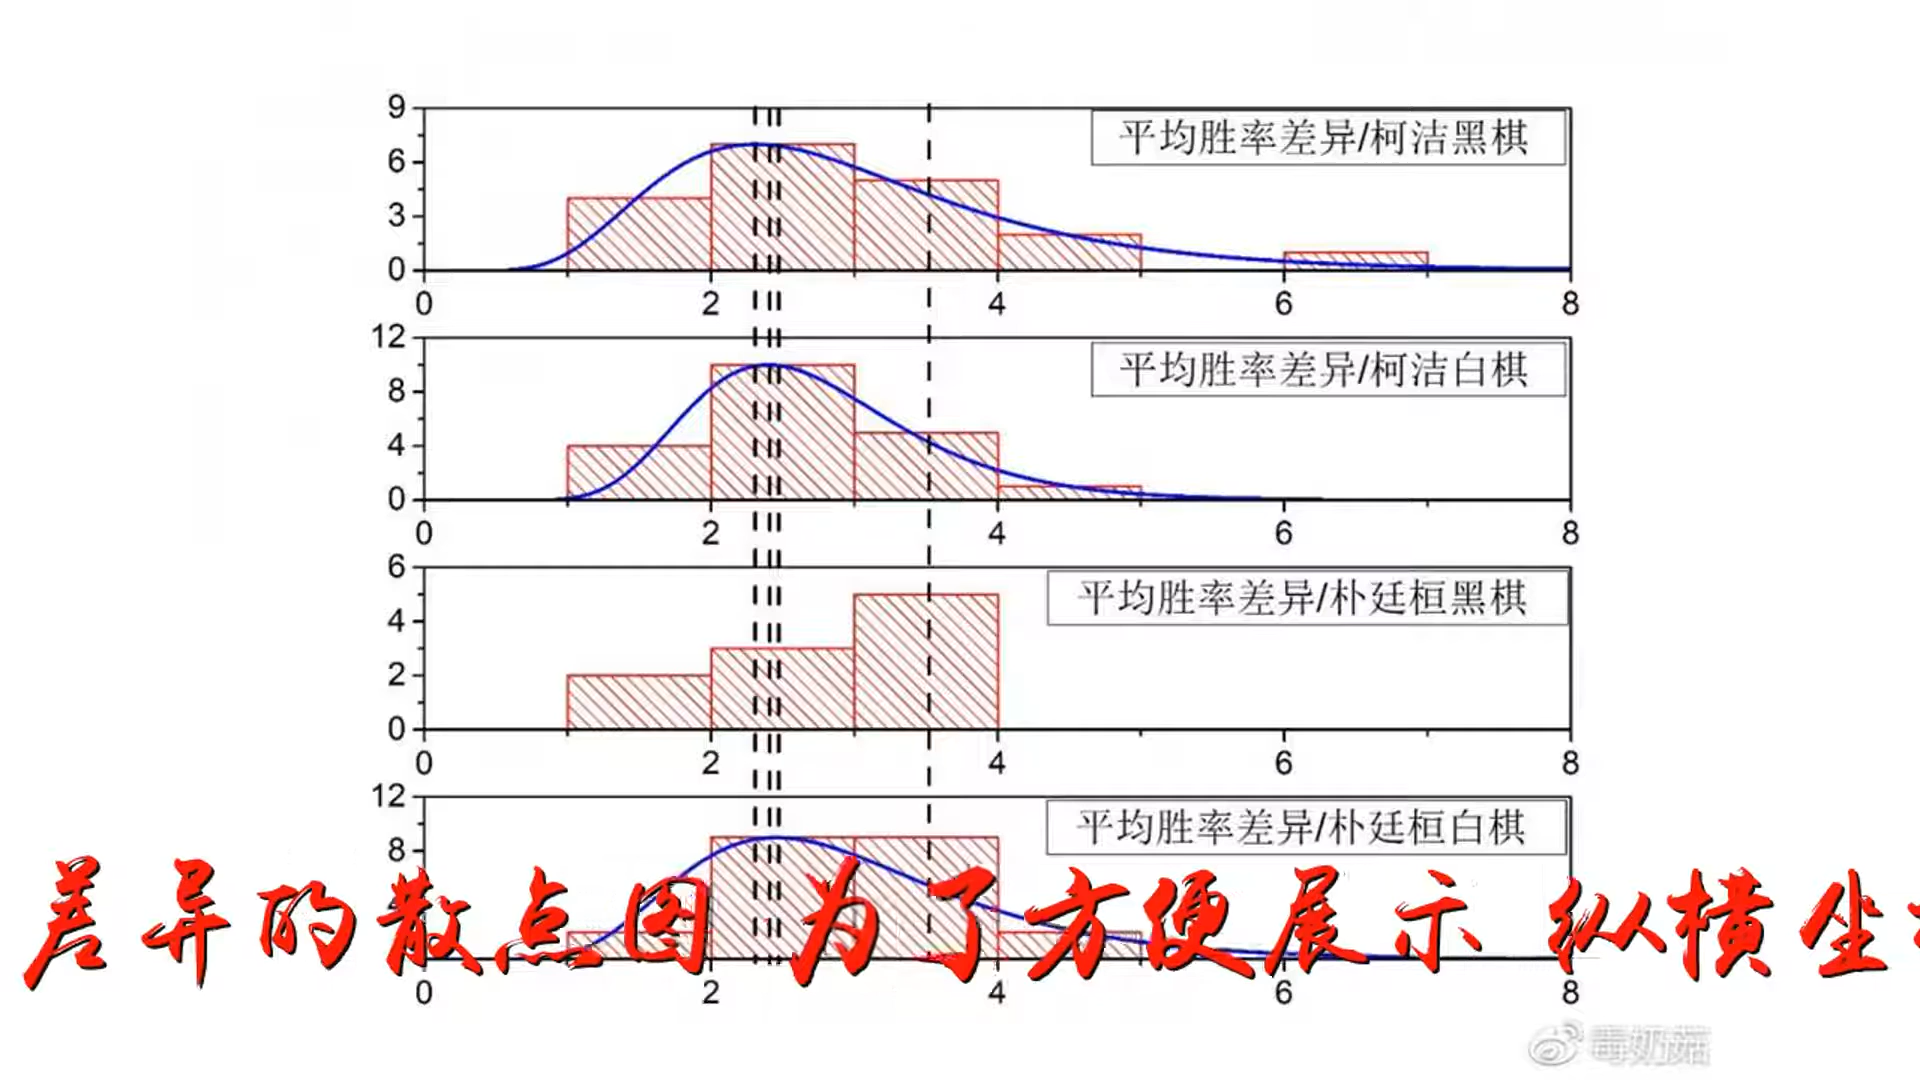 9
平均胜率差异/柯洁黑棋
6
3
0
0 2 4 6 8
12
平均胜率差异/柯洁白棋
8
4
0
0 2 4 6 8
6
平均胜率差异/朴廷桓黑棋
4
2
0
0 2 4 6 8
12
平均胜率差异/朴廷桓白棋
8
差异的散点图 为了方便展示 纵横坐
0 2 4 6 8
毒奶菇